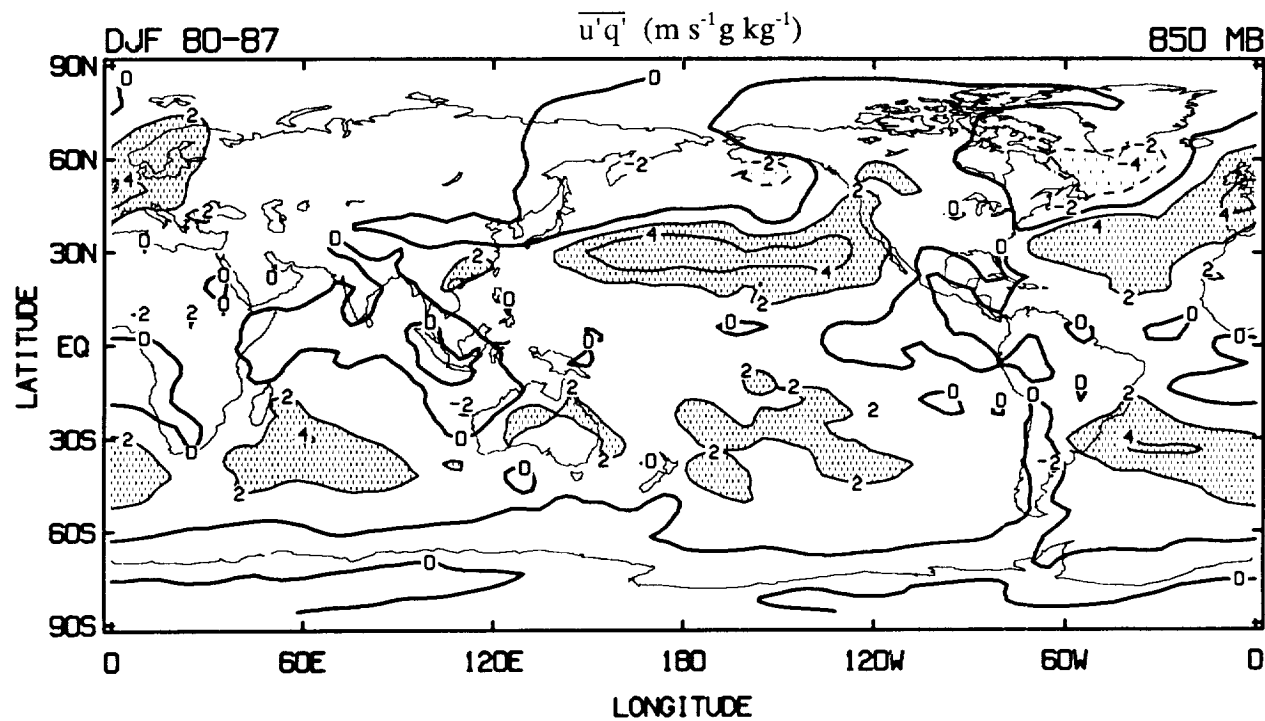 DJF 80-87 u'q' (m s⁻¹g kg⁻¹) 850 MB
90N
60N
30N
EQ
30S
60S
90S
LATITUDE
0 60E 120E 180 120W 60W 0
LONGITUDE